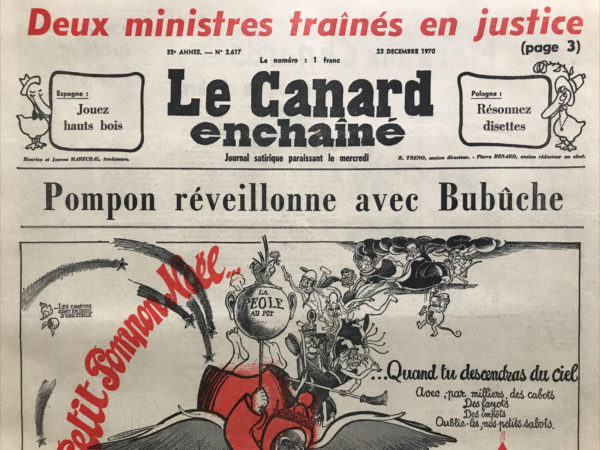 Deux ministres traînés en justice
(page 3)
55e ANNEE. — N° 2.617
23 DECEMBRE 1970
Le numéro : 1 franc
Espagne :
Jouez
hauts bois
Le Canard
enchaîné
Pologne :
Résonnez
disettes
Maurice et Jeanne MARECHAL, fondateurs.
Journal satirique paraissant le mercredi
R. TRENO, ancien directeur. - Pierre BENARD, ancien rédacteur en chef.
Pompon réveillonne avec Bubûche
Petit Pompon Noël...
LA
PEOLE
AU POT
...Quand tu descendras du ciel
Avec, par milliers, des cabots
Des fayots
Des impôts
Oublie-les, nos petits sabots.